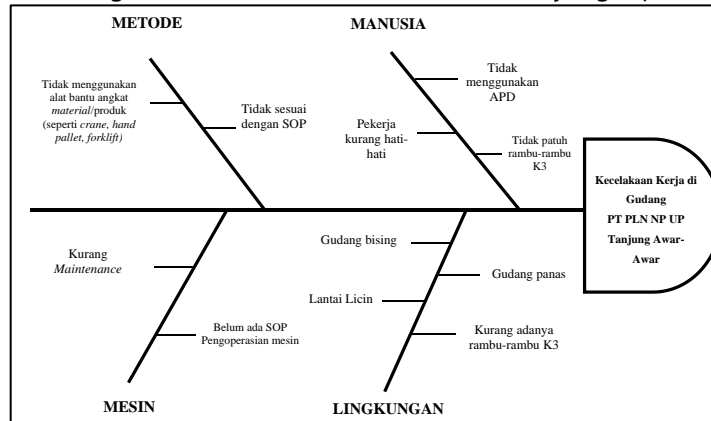 METODE
MANUSIA
Tidak menggunakan
alat bantu angkat
material/produk
(seperti crane, hand
pallet, forklift)
Tidak sesuai
dengan SOP
Tidak
menggunakan
APD
Pekerja
kurang hati-
hati
Tidak patuh
rambu-rambu
K3
Kecelakaan Kerja di
Gudang
PT PLN NP UP
Tanjung Awar-
Awar
Kurang
Maintenance
Belum ada SOP
Pengoperasian mesin
Gudang bising
Gudang panas
Lantai Licin
Kurang adanya
rambu-rambu K3
MESIN
LINGKUNGAN